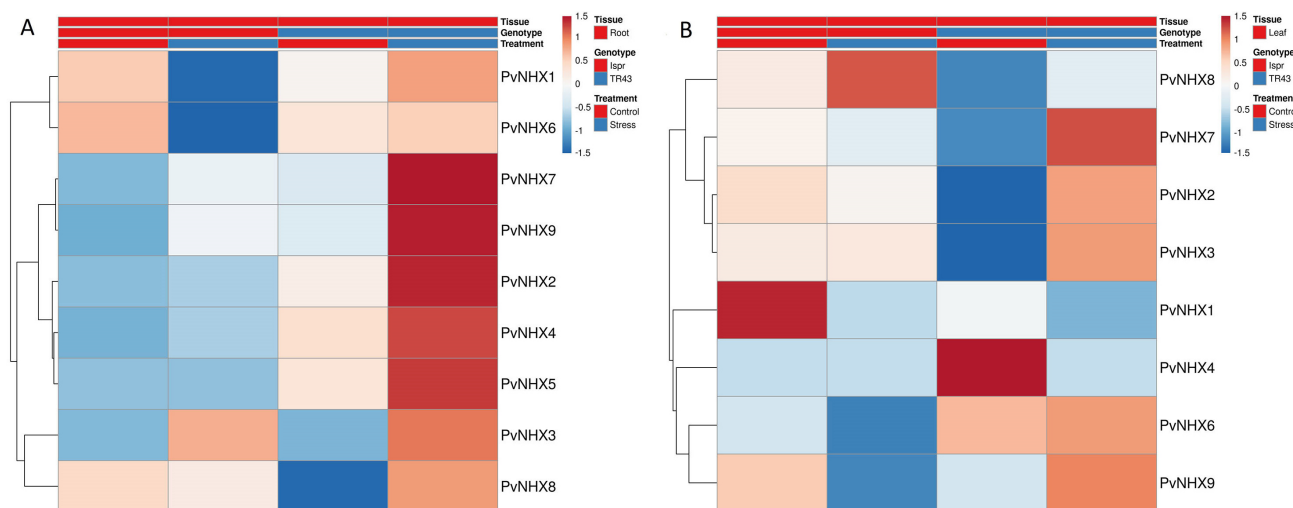 A
Tissue
Genotype
Treatment
PvNHX1
PvNHX6
PvNHX7
PvNHX9
PvNHX2
PvNHX4
PvNHX5
PvNHX3
PvNHX8
1.5
1
0.5
0
-0.5
-1
-1.5
Tissue
Root
Genotype
Ispr
TR43
Treatment
Control
Stress
B
Tissue
Genotype
Treatment
PvNHX8
PvNHX7
PvNHX2
PvNHX3
PvNHX1
PvNHX4
PvNHX6
PvNHX9
1.5
1
0.5
0
-0.5
-1
-1.5
Tissue
Leaf
Genotype
Ispr
TR43
Treatment
Control
Stress